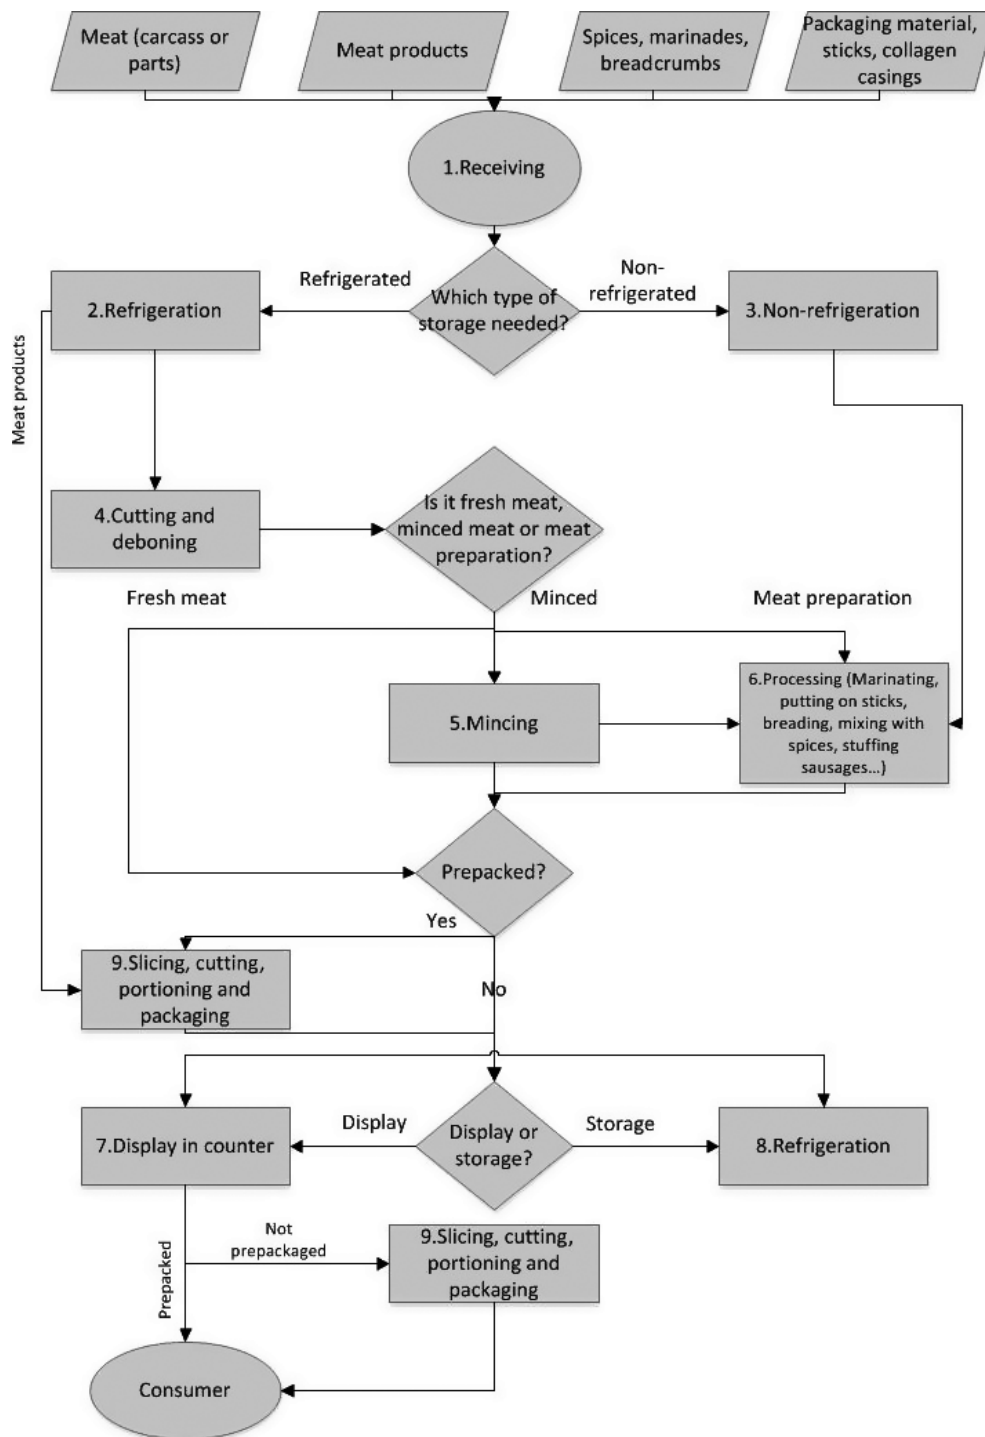 Meat (carcass or
parts)
Meat products
Spices, marinades,
breadcrumbs
Packaging material,
sticks, collagen
casings
1.Receiving
Refrigerated
Non-
refrigerated
2.Refrigeration
Which type of
storage needed?
3.Non-refrigeration
Meat products
4.Cutting and
deboning
Is it fresh meat,
minced meat or meat
preparation?
Fresh meat
Minced
Meat preparation
5.Mincing
6.Processing (Marinating,
putting on sticks,
breading, mixing with
spices, stuffing
sausages...)
Prepacked?
Yes
No
9.Slicing, cutting,
portioning and
packaging
7.Display in counter
Display
Display or
storage?
Storage
8.Refrigeration
Prepacked
Not
prepackaged
9.Slicing, cutting,
portioning and
packaging
Consumer